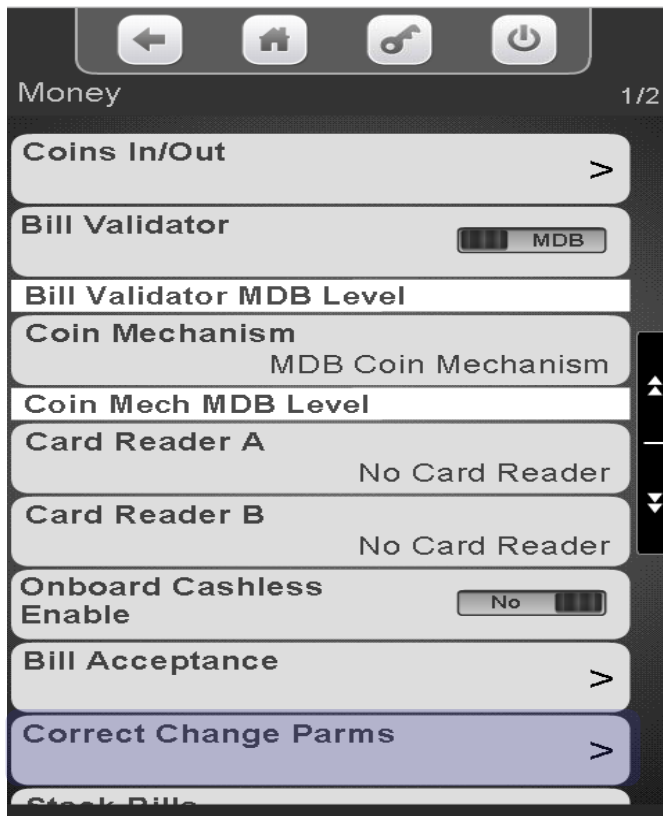 Money
1/2
Coins In/Out
>
Bill Validator
MDB
Bill Validator MDB Level
Coin Mechanism
MDB Coin Mechanism
Coin Mech MDB Level
Card Reader A
No Card Reader
Card Reader B
No Card Reader
Onboard Cashless
Enable
No
Bill Acceptance
>
Correct Change Parms
>
Stack Bills